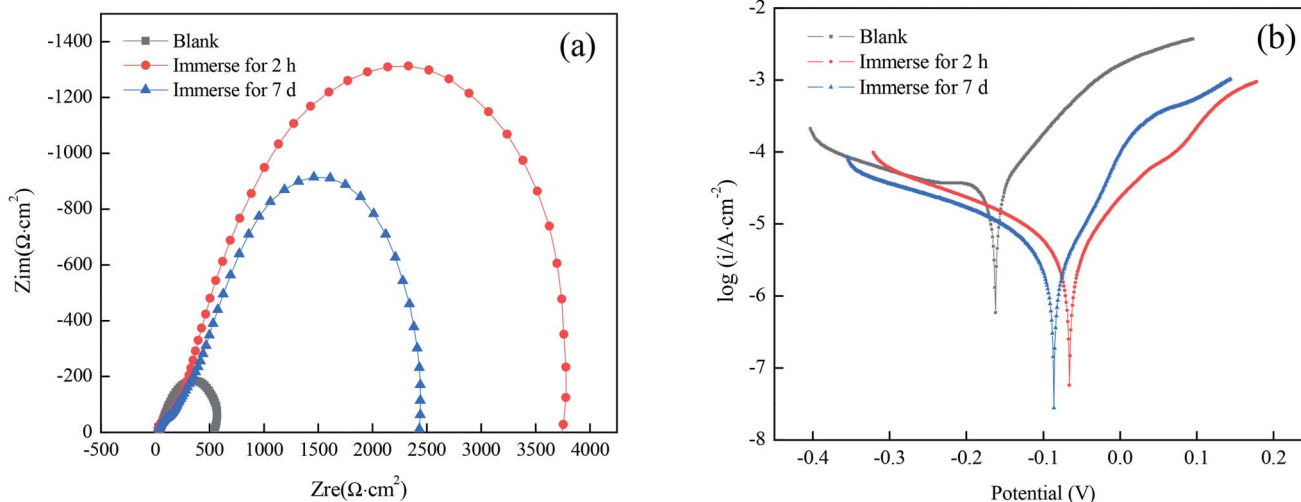 (a)
Blank
Immerse for 2 h
Immerse for 7 d
-1400
-1200
-1000
-800
-600
-400
-200
0
-500 0 500 1000 1500 2000 2500 3000 3500 4000
Zim(Ω·cm²)
Zre(Ω·cm²)
(b)
Blank
Immerse for 2 h
Immerse for 7 d
-2
-3
-4
-5
-6
-7
-8
-0.4 -0.3 -0.2 -0.1 0.0 0.1 0.2
log (i/A·cm⁻²)
Potential (V)